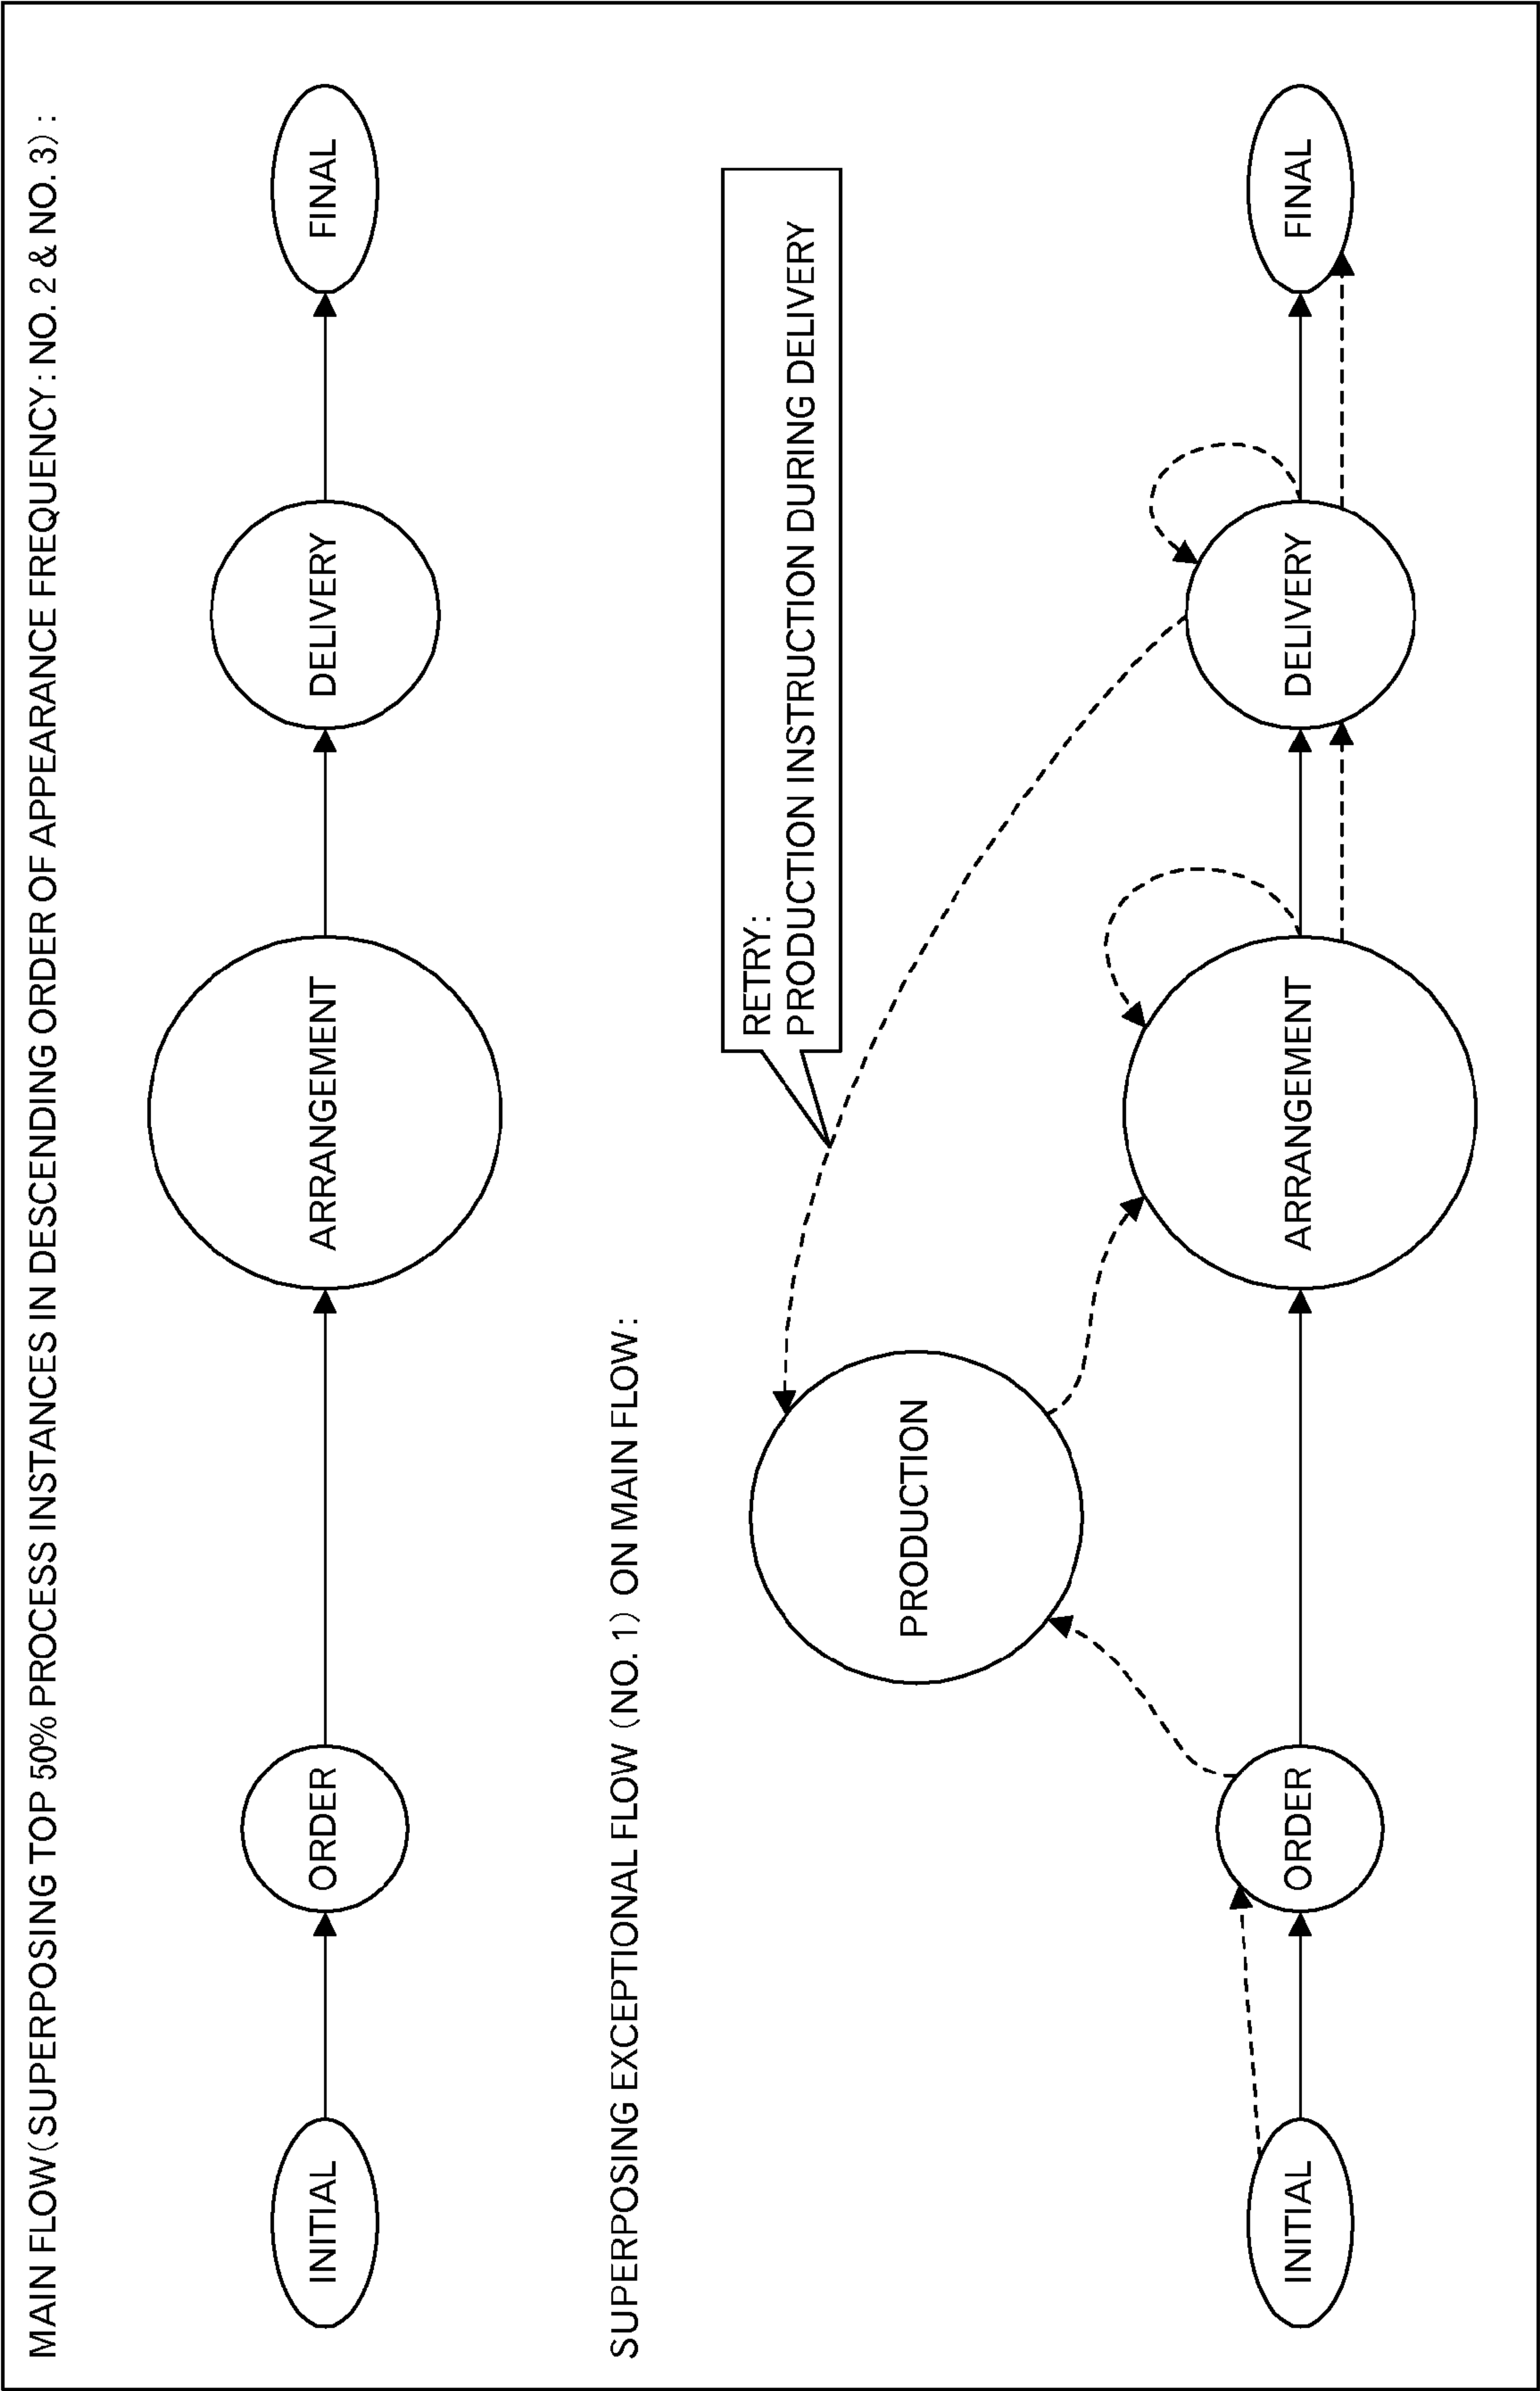 MAIN FLOW(SUPERPOSING TOP 50% PROCESS INSTANCES IN DESCENDING ORDER OF APPEARANCE FREQUENCY: NO. 2 & NO. 3) :
INITIAL
ORDER
ARRANGEMENT
DELIVERY
FINAL
SUPERPOSING EXCEPTIONAL FLOW (NO. 1) ON MAIN FLOW:
RETRY:
PRODUCTION INSTRUCTION DURING DELIVERY
PRODUCTION
INITIAL
ORDER
ARRANGEMENT
DELIVERY
FINAL